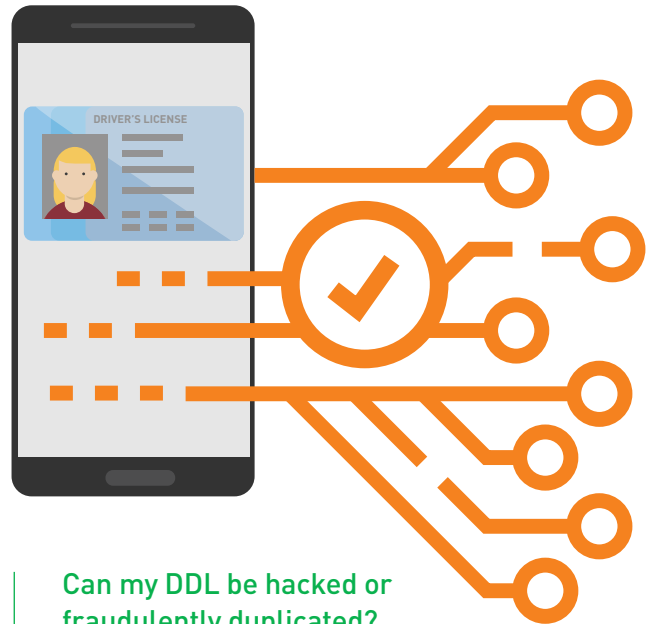 DRIVER'S LICENSE
Can my DDL be hacked or
fraudulently duplicated?